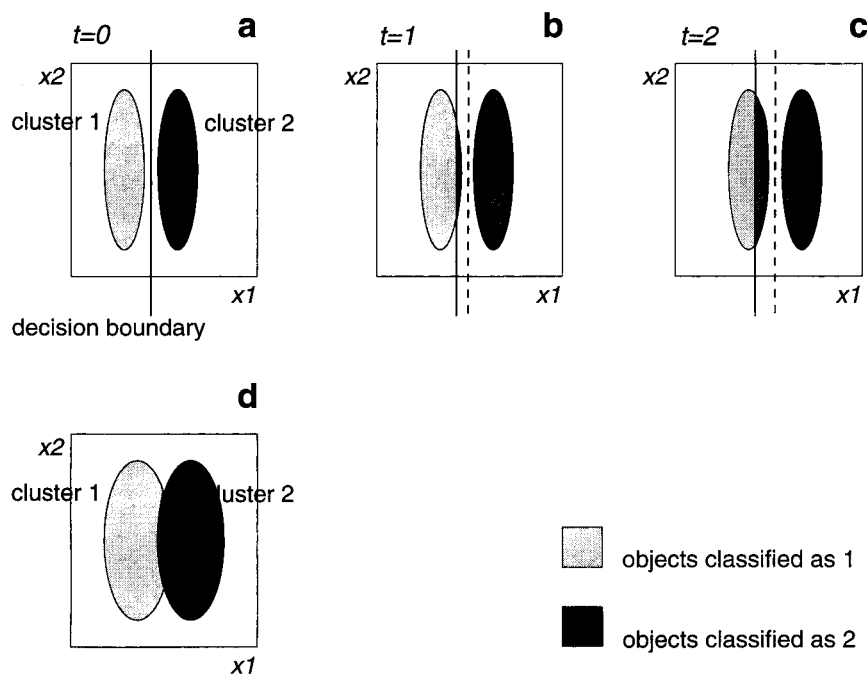 t=0
a
x2
cluster 1
cluster 2
x1
decision boundary
t=1
b
x2
x1
t=2
c
x2
x1
d
x2
cluster 1
luster 2
x1
objects classified as 1
objects classified as 2